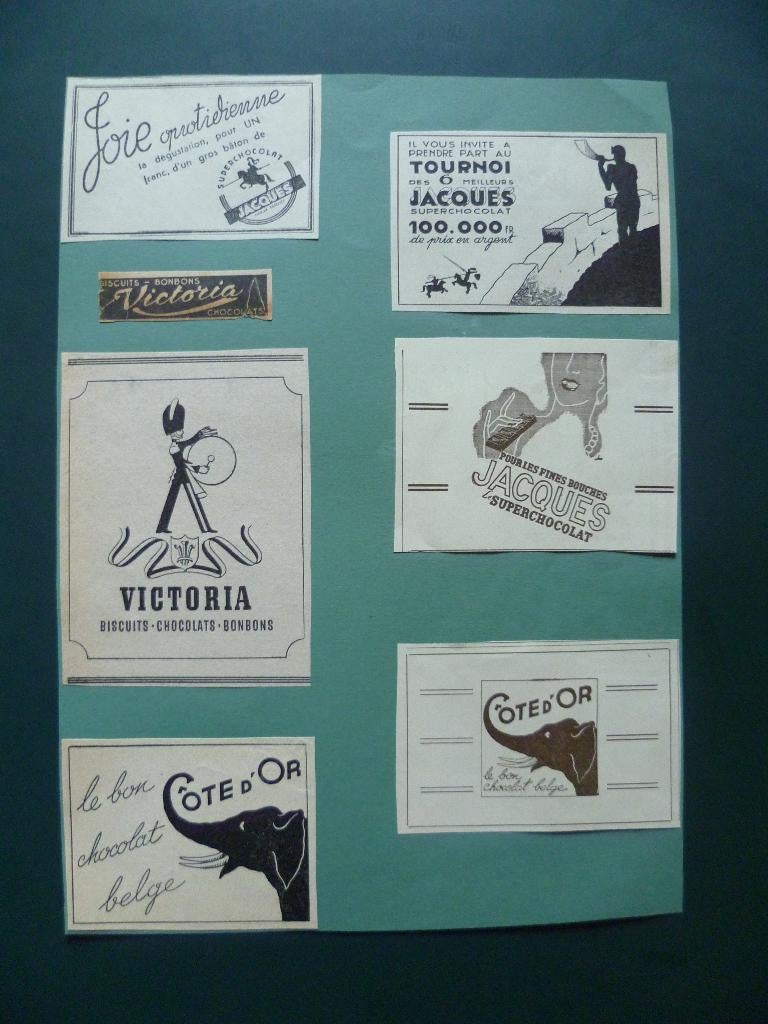 Joie quotidienne
la dégustation, pour UN
franc, d'un gros bâton de
SUPERCHOCOLAT
JACQUES
BISCUITS - BONBONS
Victoria
CHOCOLATS
VICTORIA
BISCUITS · CHOCOLATS · BONBONS
le bon
chocolat
belge
CÔTE D'OR
IL VOUS INVITE A
PRENDRE PART AU
TOURNOI
DES 6 MEILLEURS
JACQUES
SUPERCHOCOLAT
100.000 FR
de prix en argent
POUR LES FINES BOUCHES
JACQUES
SUPERCHOCOLAT
CÔTE D'OR
le bon
chocolat belge